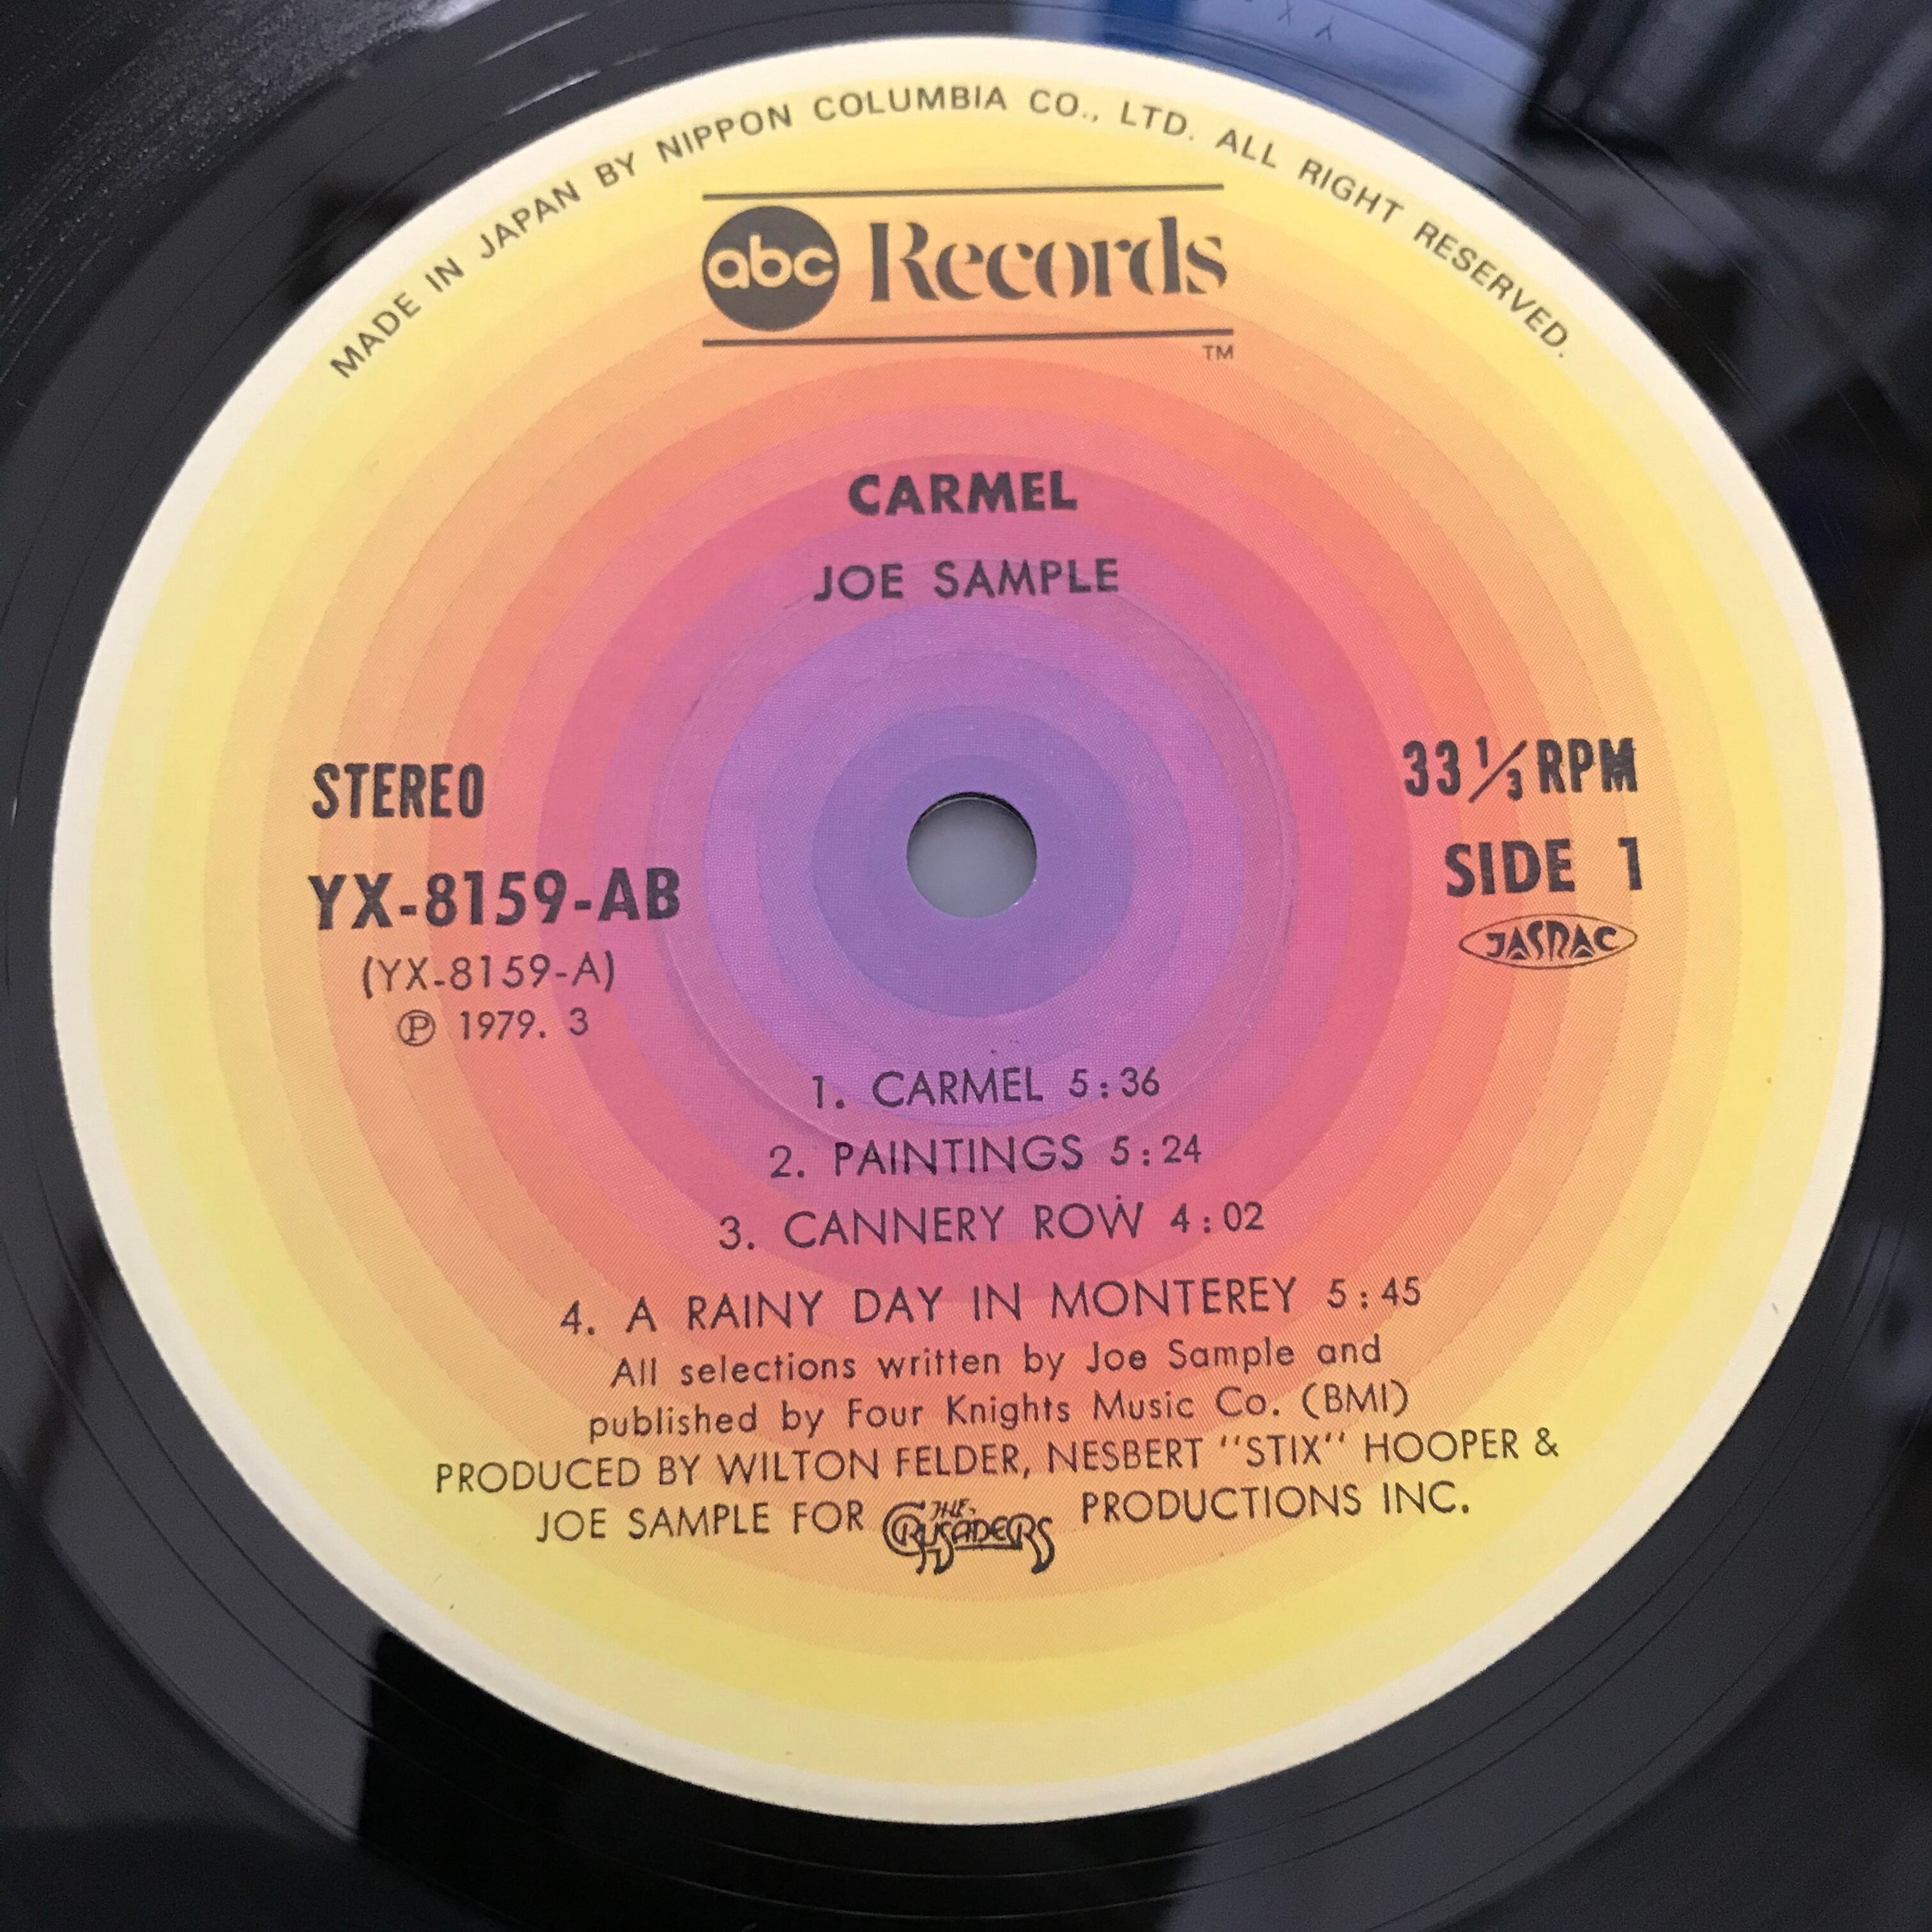 MADE IN JAPAN BY NIPPON COLUMBIA CO., LTD. ALL RIGHT RESERVED.
abc Records
TM
CARMEL
JOE SAMPLE
STEREO
33 1/3 RPM
YX-8159-AB
SIDE 1
(YX-8159-A)
JASRAC
Ⓟ 1979. 3
1. CARMEL 5:36
2. PAINTINGS 5:24
3. CANNERY ROW 4:02
4. A RAINY DAY IN MONTEREY 5:45
All selections written by Joe Sample and
published by Four Knights Music Co. (BMI)
PRODUCED BY WILTON FELDER, NESBERT "STIX" HOOPER &
JOE SAMPLE FOR THE CRUSADERS PRODUCTIONS INC.